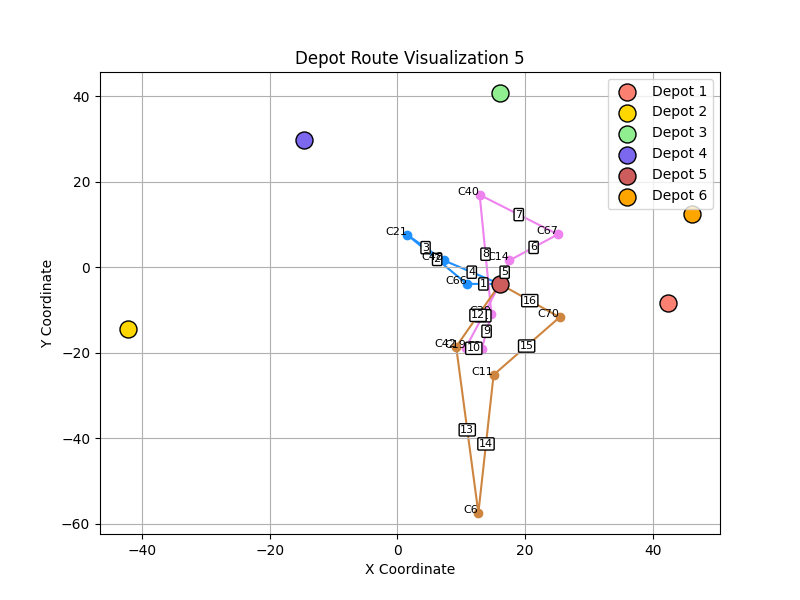 Depot Route Visualization 5
Depot 1
Depot 2
Depot 3
Depot 4
Depot 5
Depot 6
Y Coordinate
40
20
0
−20
−40
−60
−40
−20
0
20
40
X Coordinate
C40
7
C67
C21
3
8
6
C14
2
4
5
C66
1
16
C70
12
9
C42
10
15
C11
13
14
C6